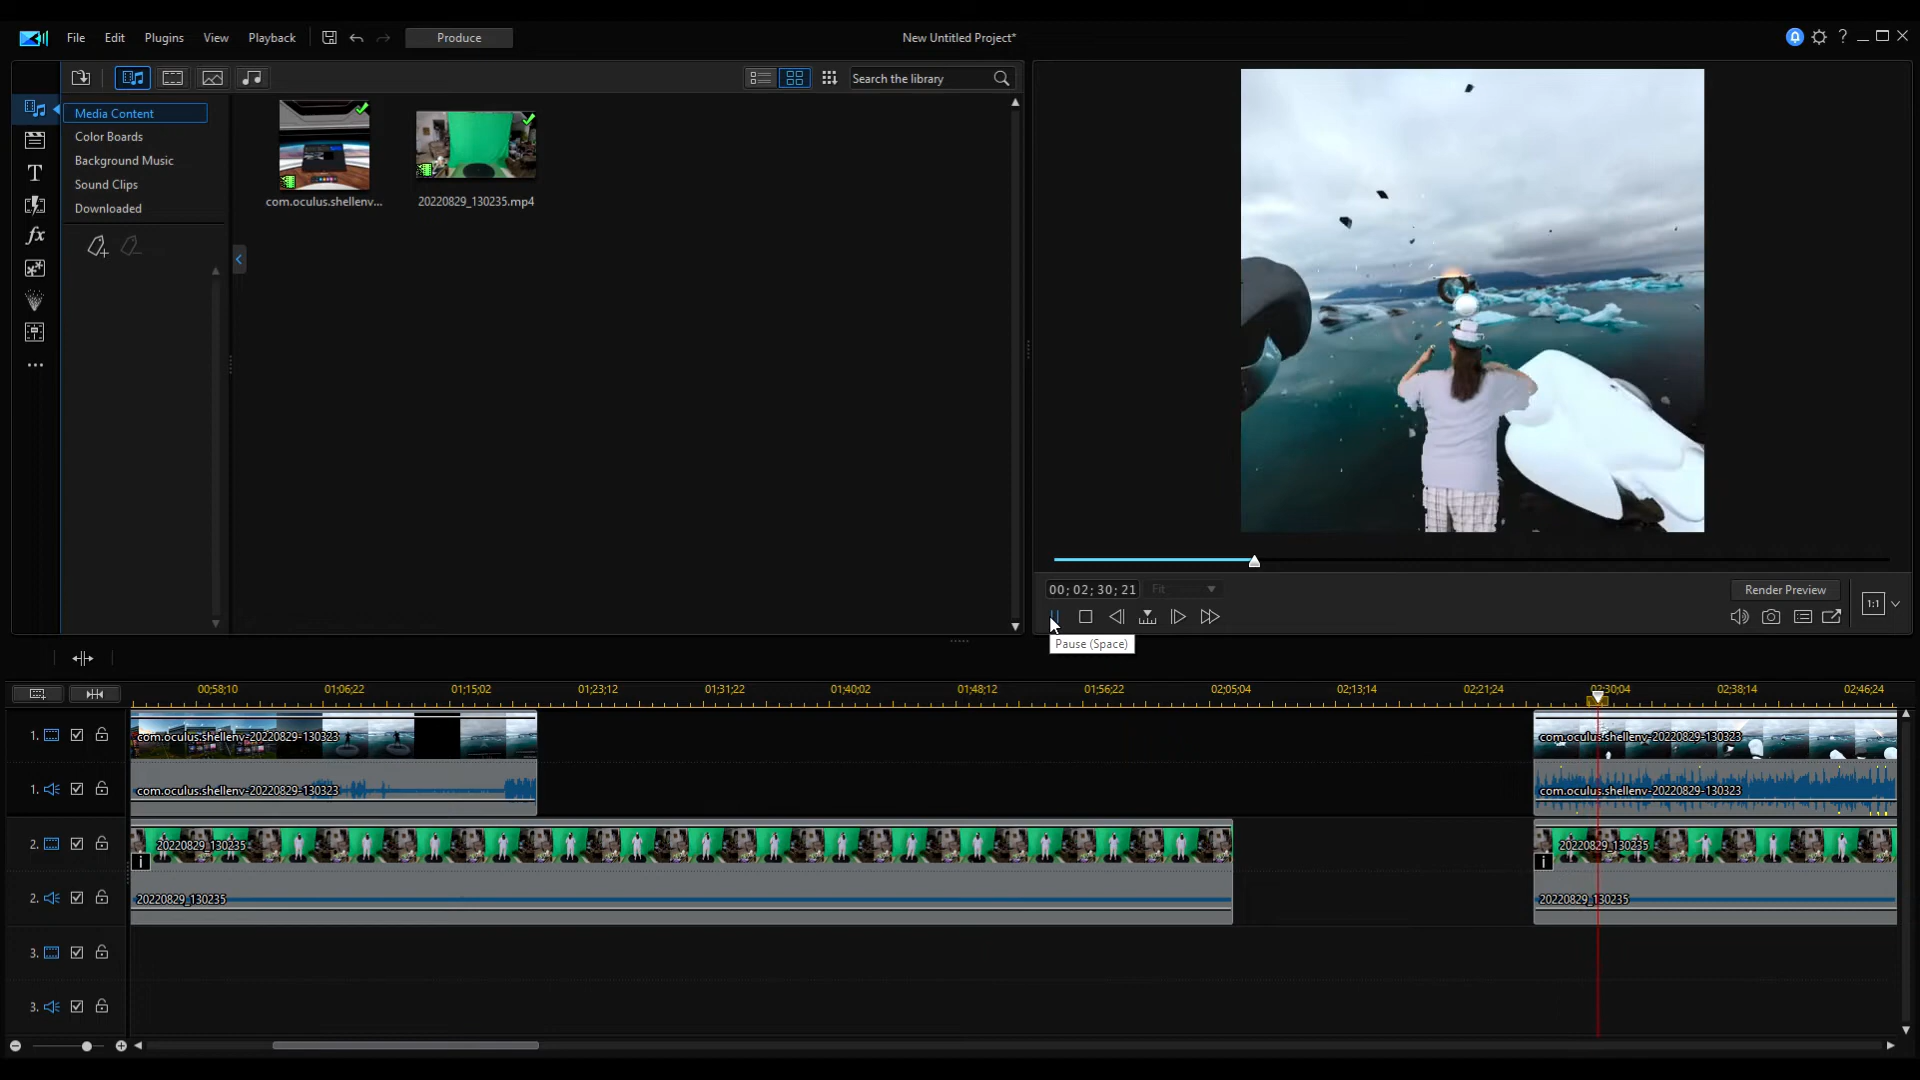 File Edit Plugins View Playback Produce New Untitled Project* ?
Search the library
Media Content
Color Boards
Background Music
Sound Clips
Downloaded
com.oculus.shellenv... 20220829_130235.mp4
T
fx
00; 02; 30; 21 Fit Render Preview
1:1
Pause (Space)
00;58;10 01;06;22 01;15;02 01;23;12 01;31;22 01;40;02 01;48;12 01;56;22 02;05;04 02;13;14 02;21;24 02;30;04 02;38;14 02;46;24
1. com.oculus.shellenv-20220829-130323 com.oculus.shellenv-20220829-130323
1. com.oculus.shellenv-20220829-130323 com.oculus.shellenv-20220829-130323
2. 20220829_130235 20220829_130235
i i
2. 20220829_130235 20220829_130235
3.
3.